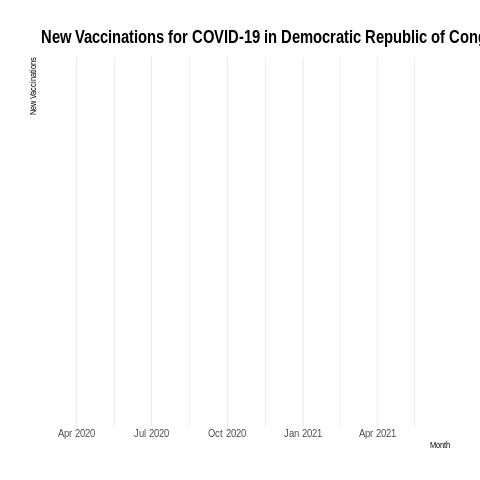 New Vaccinations for COVID-19 in Democratic Republic of Cong
New Vaccinations
Apr 2020 Jul 2020 Oct 2020 Jan 2021 Apr 2021
Month